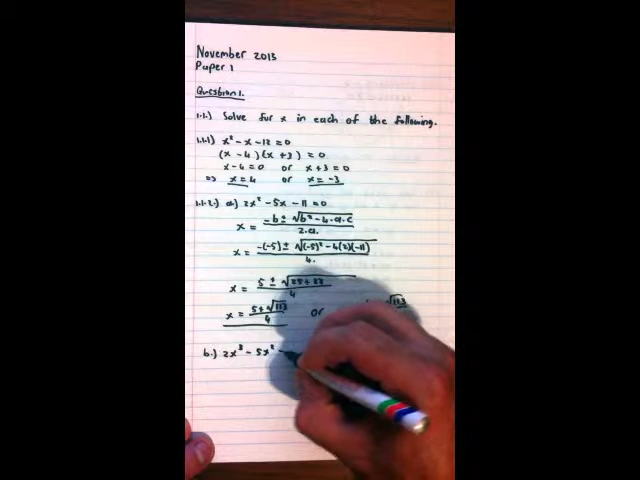 November 2013
Paper 1
Question 1.
1.1.) Solve for x in each of the following.
1.1.1) x² - x - 12 = 0
(x - 4)(x + 3) = 0
x - 4 = 0 or x + 3 = 0
⇒ x = 4 or x = -3
1.1.2.) a.) 2x² - 5x - 11 = 0
x = -b ± √b² - 4.a.c / 2.a.
x = -(-5) ± √(-5)² - 4(2)(-11) / 4.
x = 5 ± √25 + 88 / 4
x = 5 + √113 / 4 or √113
b.) 2x³ - 5x² -